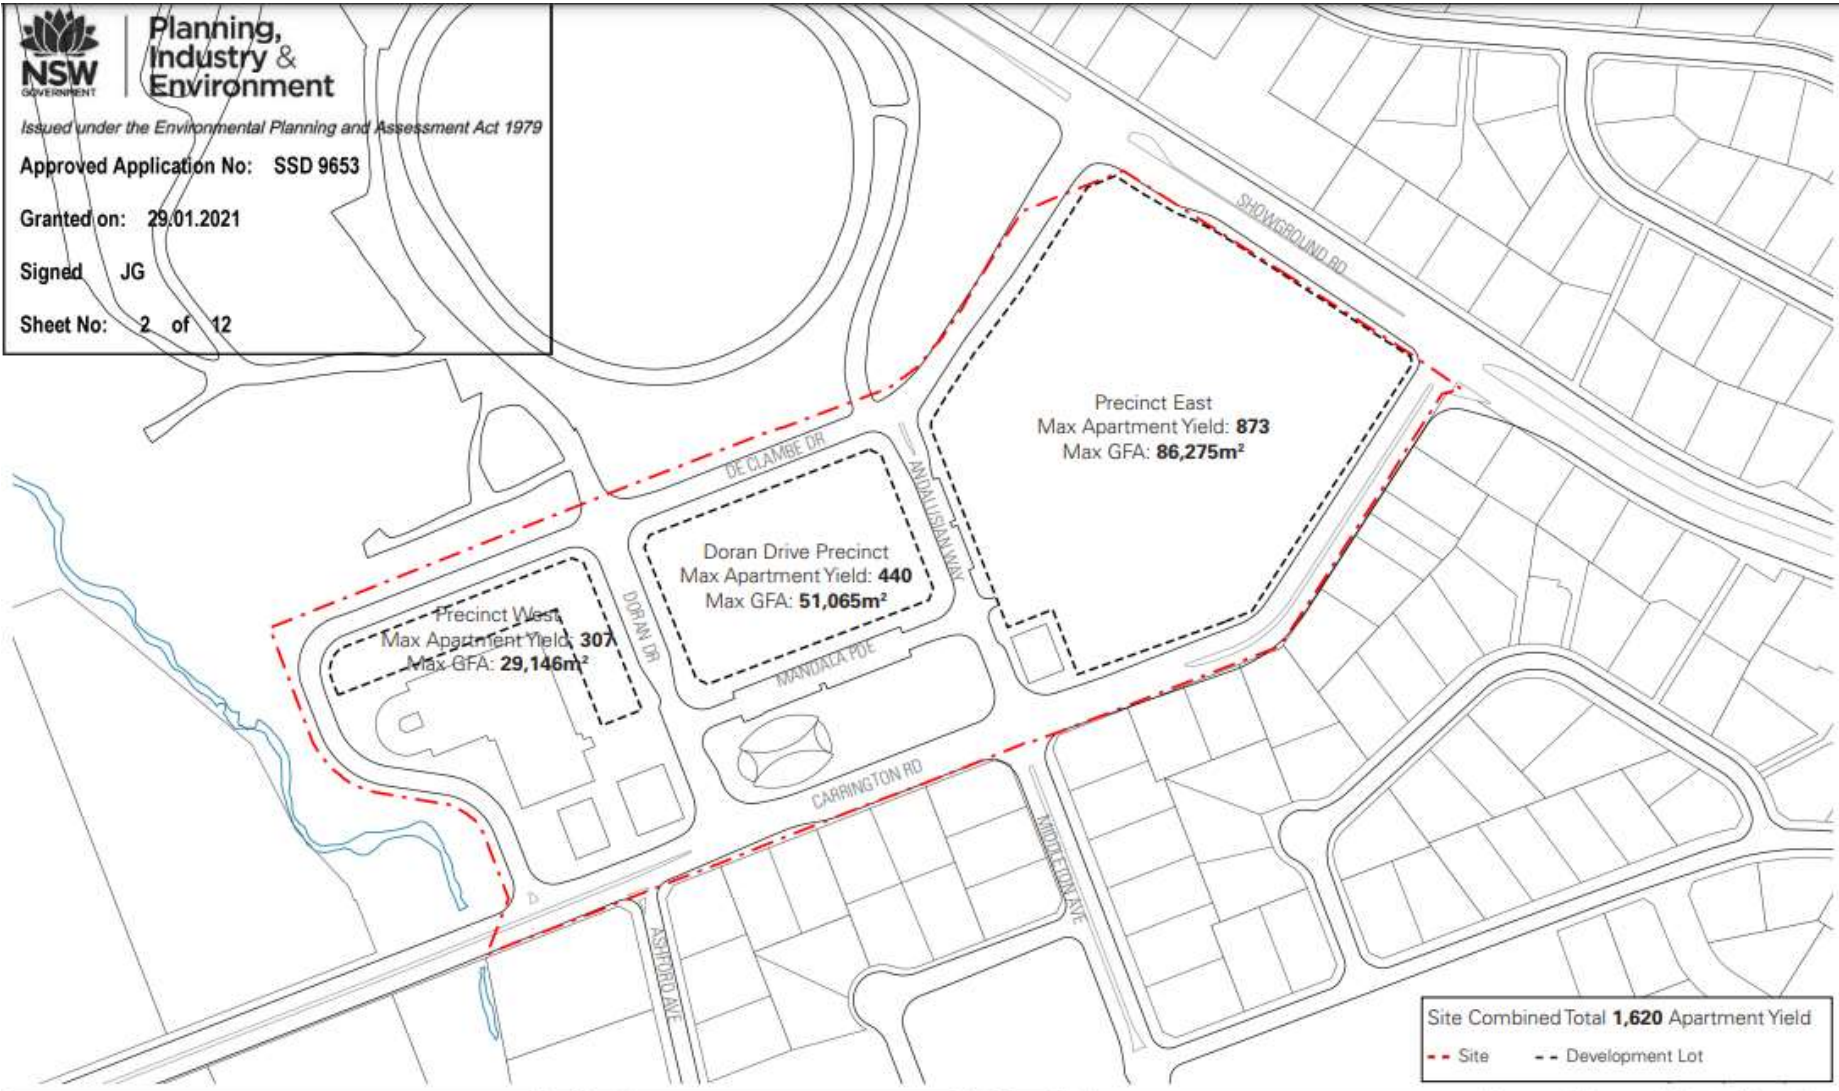 Planning,
Industry &
Environment
NSW
GOVERNMENT
Issued under the Environmental Planning and Assessment Act 1979
Approved Application No: SSD 9653
Granted on: 29.01.2021
Signed JG
Sheet No: 2 of 12
SHOWGROUND RD
Precinct East
Max Apartment Yield: 873
Max GFA: 86,275m²
DE CLAMBE DR
ANDALUSIAN WAY
Doran Drive Precinct
Max Apartment Yield: 440
Max GFA: 51,065m²
DORAN DR
Precinct West
Max Apartment Yield: 307
Max GFA: 29,146m²
MANDALA PDE
CARRINGTON RD
MIDDLETON AVE
ASHFORD AVE
Site Combined Total 1,620 Apartment Yield
Site
Development Lot